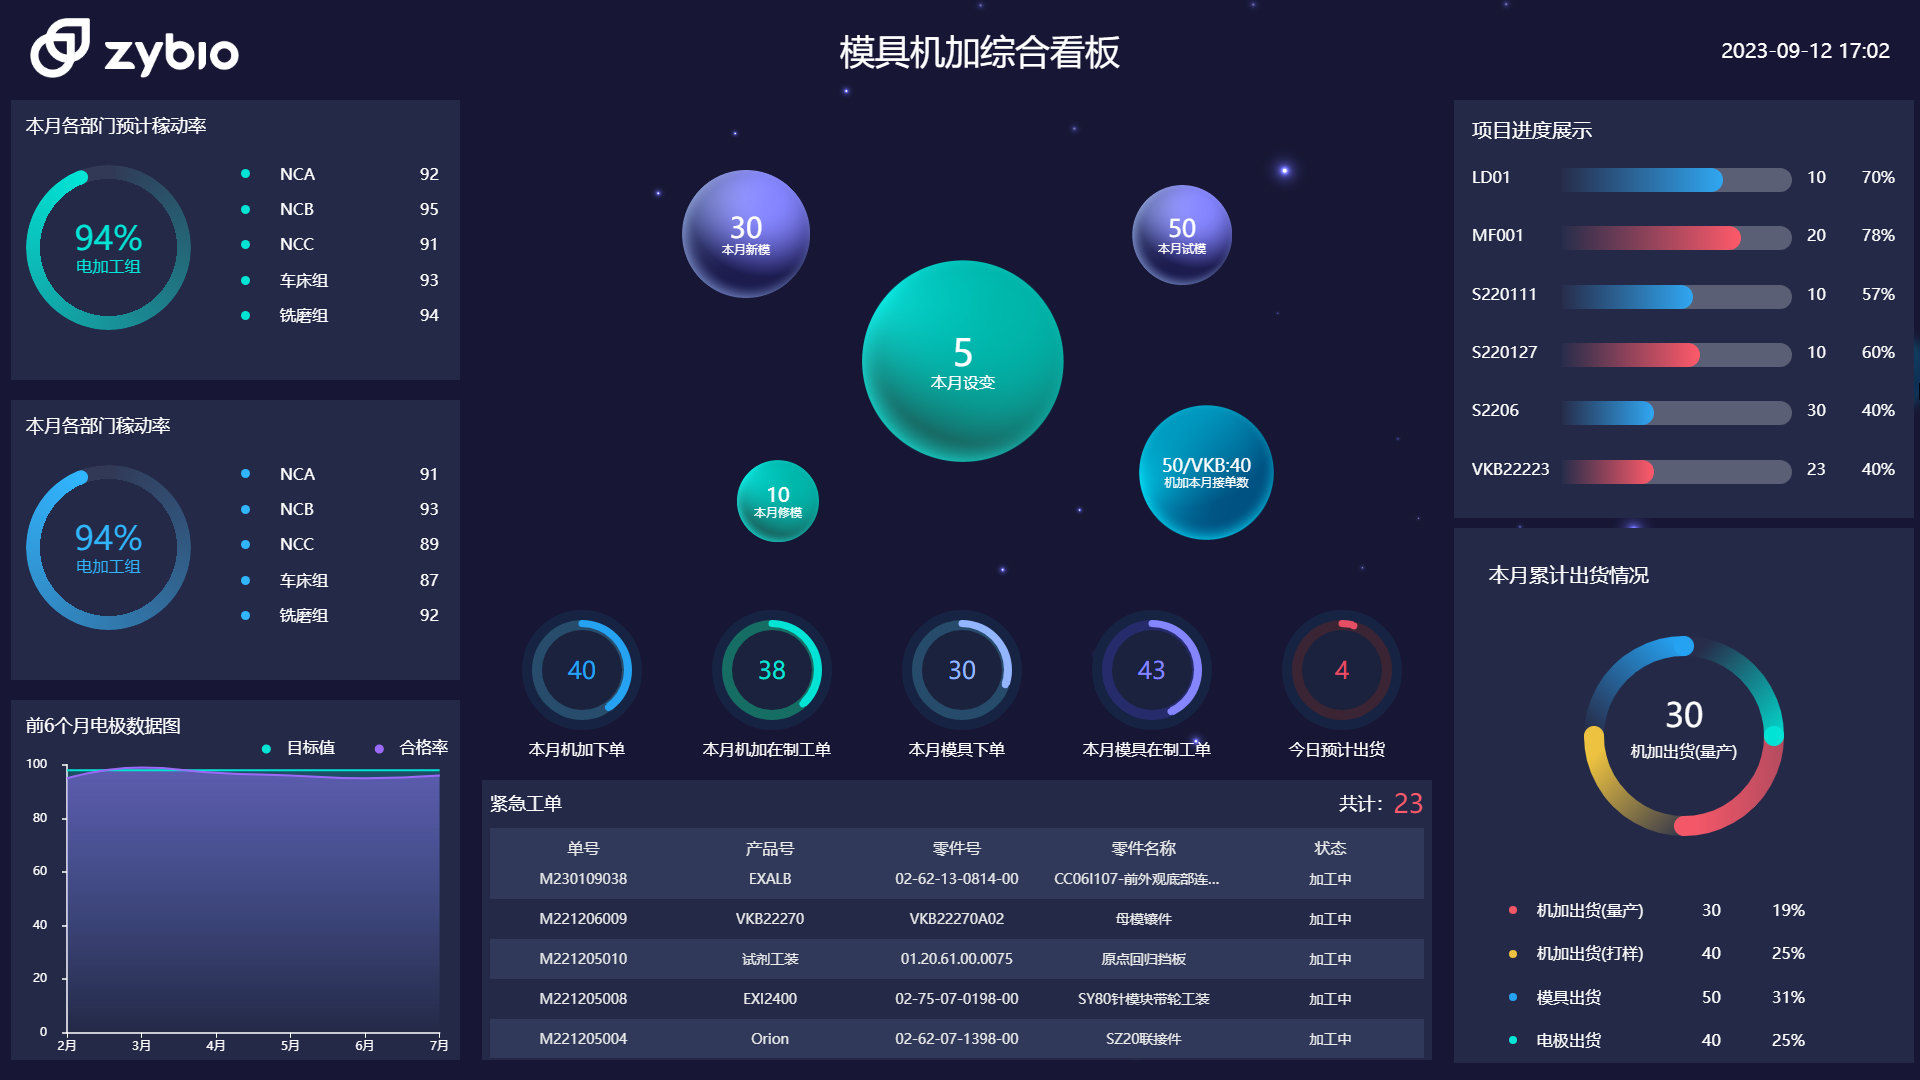 zybio
模具机加综合看板
2023-09-12 17:02
本月各部门预计稼动率
94%
电加工组
NCA 92
NCB 95
NCC 91
车床组 93
铣磨组 94
本月各部门稼动率
94%
电加工组
NCA 91
NCB 93
NCC 89
车床组 87
铣磨组 92
前6个月电极数据图
目标值 合格率
100
80
60
40
20
0
2月 3月 4月 5月 6月 7月
30
本月新模
50
本月试模
5
本月设变
50/VKB:40
机加本月接单数
10
本月修模
40
本月机加下单
38
本月机加在制工单
30
本月模具下单
43
本月模具在制工单
4
今日预计出货
紧急工单 共计: 23
单号 产品号 零件号 零件名称 状态
M230109038 EXALB 02-62-13-0814-00 CC06I107-前外观底部连... 加工中
M221206009 VKB22270 VKB22270A02 母模镶件 加工中
M221205010 试剂工装 01.20.61.00.0075 原点回归挡板 加工中
M221205008 EXI2400 02-75-07-0198-00 SY80针模块带轮工装 加工中
M221205004 Orion 02-62-07-1398-00 SZ20联接件 加工中
项目进度展示
LD01 10 70%
MF001 20 78%
S220111 10 57%
S220127 10 60%
S2206 30 40%
VKB22223 23 40%
本月累计出货情况
30
机加出货(量产)
机加出货(量产) 30 19%
机加出货(打样) 40 25%
模具出货 50 31%
电极出货 40 25%